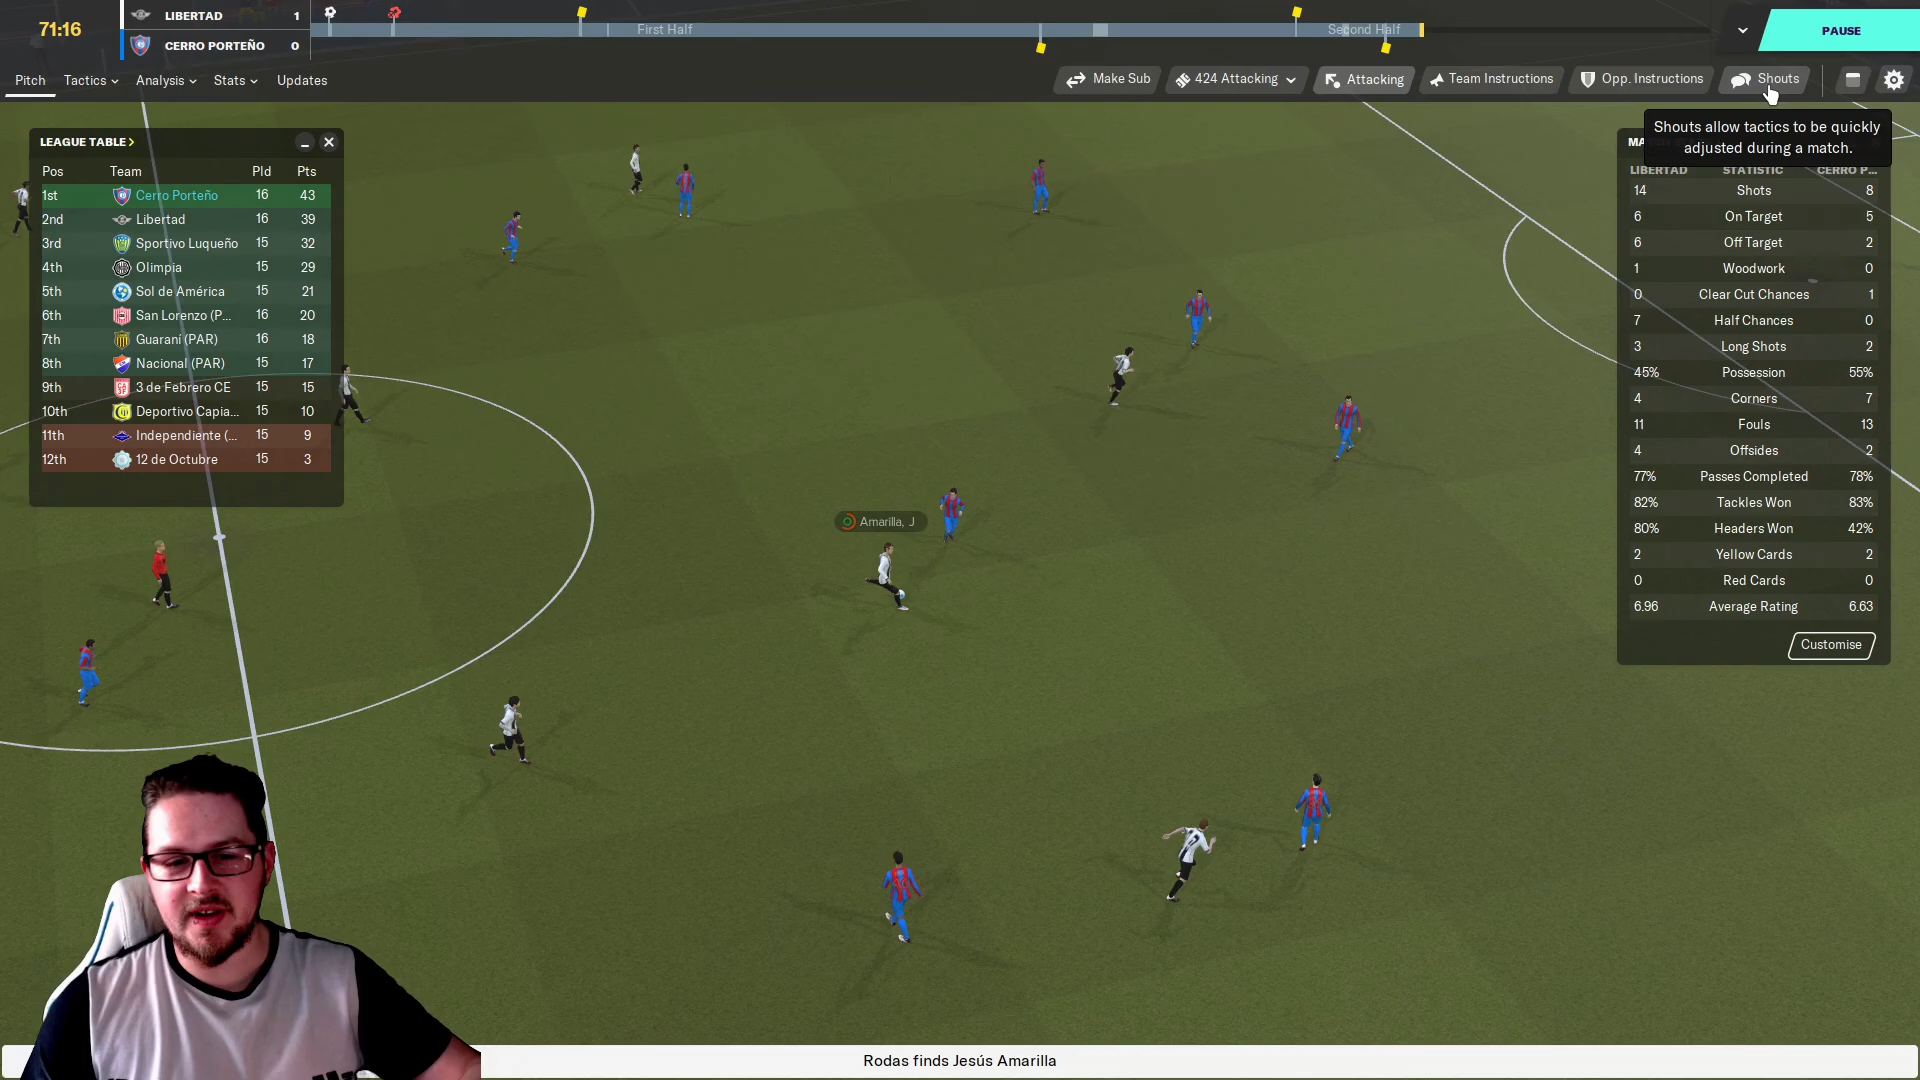 71:16
LIBERTAD 1
CERRO PORTEÑO 0
First Half
Second Half
PAUSE
Pitch Tactics Analysis Stats Updates
Make Sub 424 Attacking Attacking Team Instructions Opp. Instructions Shouts
Shouts allow tactics to be quickly
adjusted during a match.
LEAGUE TABLE
Pos Team Pld Pts
1st Cerro Porteño 16 43
2nd Libertad 16 39
3rd Sportivo Luqueño 15 32
4th Olimpia 15 29
5th Sol de América 15 21
6th San Lorenzo (P... 16 20
7th Guaraní (PAR) 16 18
8th Nacional (PAR) 15 17
9th 3 de Febrero CE 15 15
10th Deportivo Capia... 15 10
11th Independiente (... 15 9
12th 12 de Octubre 15 3
LIBERTAD STATISTIC CERRO P...
14 Shots 8
6 On Target 5
6 Off Target 2
1 Woodwork 0
0 Clear Cut Chances 1
7 Half Chances 0
3 Long Shots 2
45% Possession 55%
4 Corners 7
11 Fouls 13
4 Offsides 2
77% Passes Completed 78%
82% Tackles Won 83%
80% Headers Won 42%
2 Yellow Cards 2
0 Red Cards 0
6.96 Average Rating 6.63
Customise
Amarilla, J
Rodas finds Jesús Amarilla